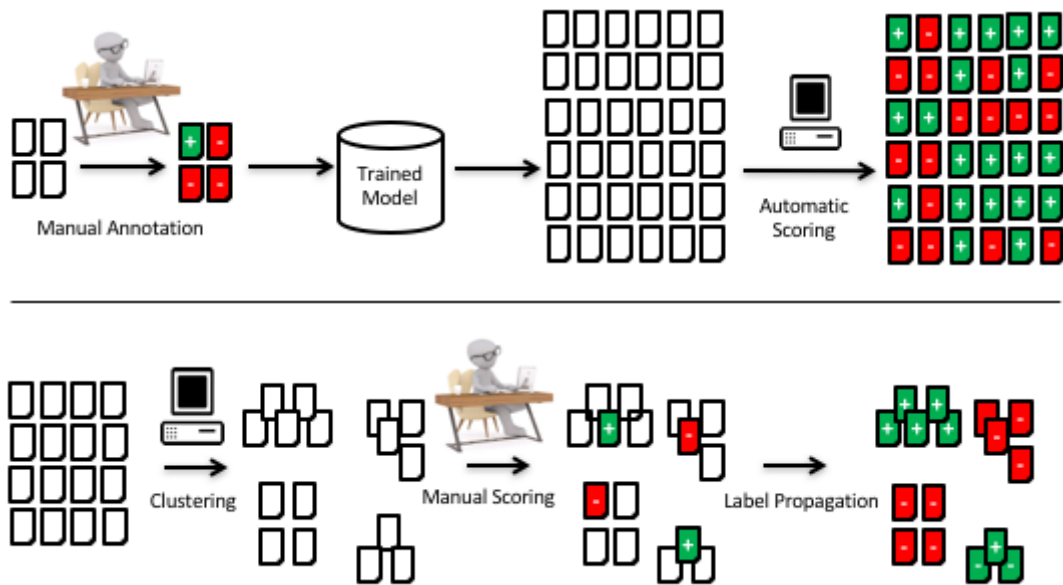 Manual Annotation
Trained
Model
Automatic
Scoring
Clustering
Manual Scoring
Label Propagation